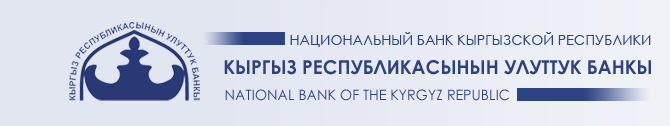 КЫРГЫЗ РЕСПУБЛИКАСЫНЫН УЛУТТУК БАНКЫ
НАЦИОНАЛЬНЫЙ БАНК КЫРГЫЗСКОЙ РЕСПУБЛИКИ
КЫРГЫЗ РЕСПУБЛИКАСЫНЫН УЛУТТУК БАНКЫ
NATIONAL BANK OF THE KYRGYZ REPUBLIC